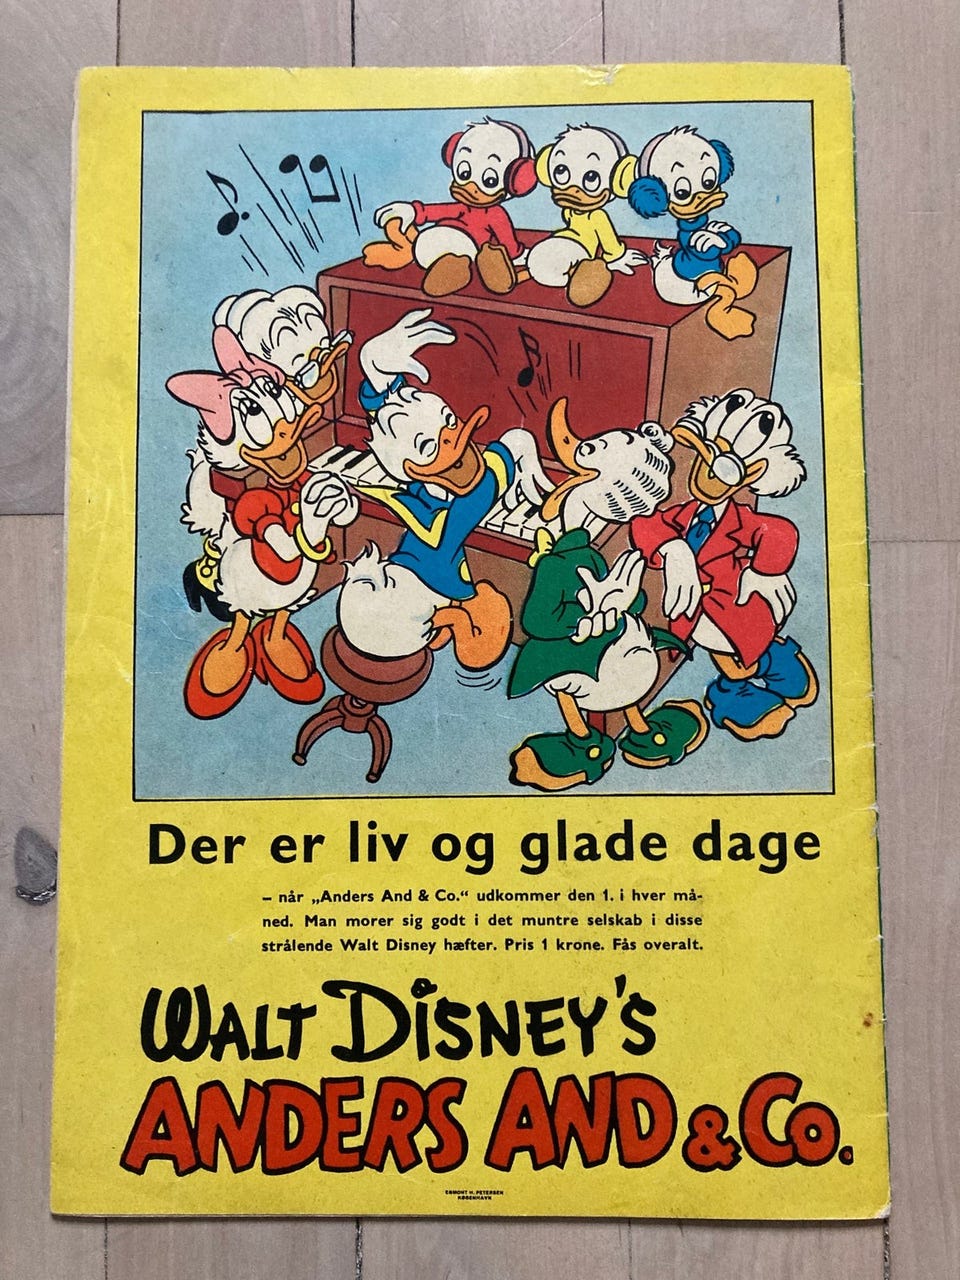 Der er liv og glade dage
– når „Anders And & Co.“ udkommer den 1. i hver må-
ned. Man morer sig godt i det muntre selskab i disse
strålende Walt Disney hæfter. Pris 1 krone. Fås overalt.
WALT DISNEY'S
ANDERS AND & Co.
EGMONT H. PETERSEN
KØBENHAVN